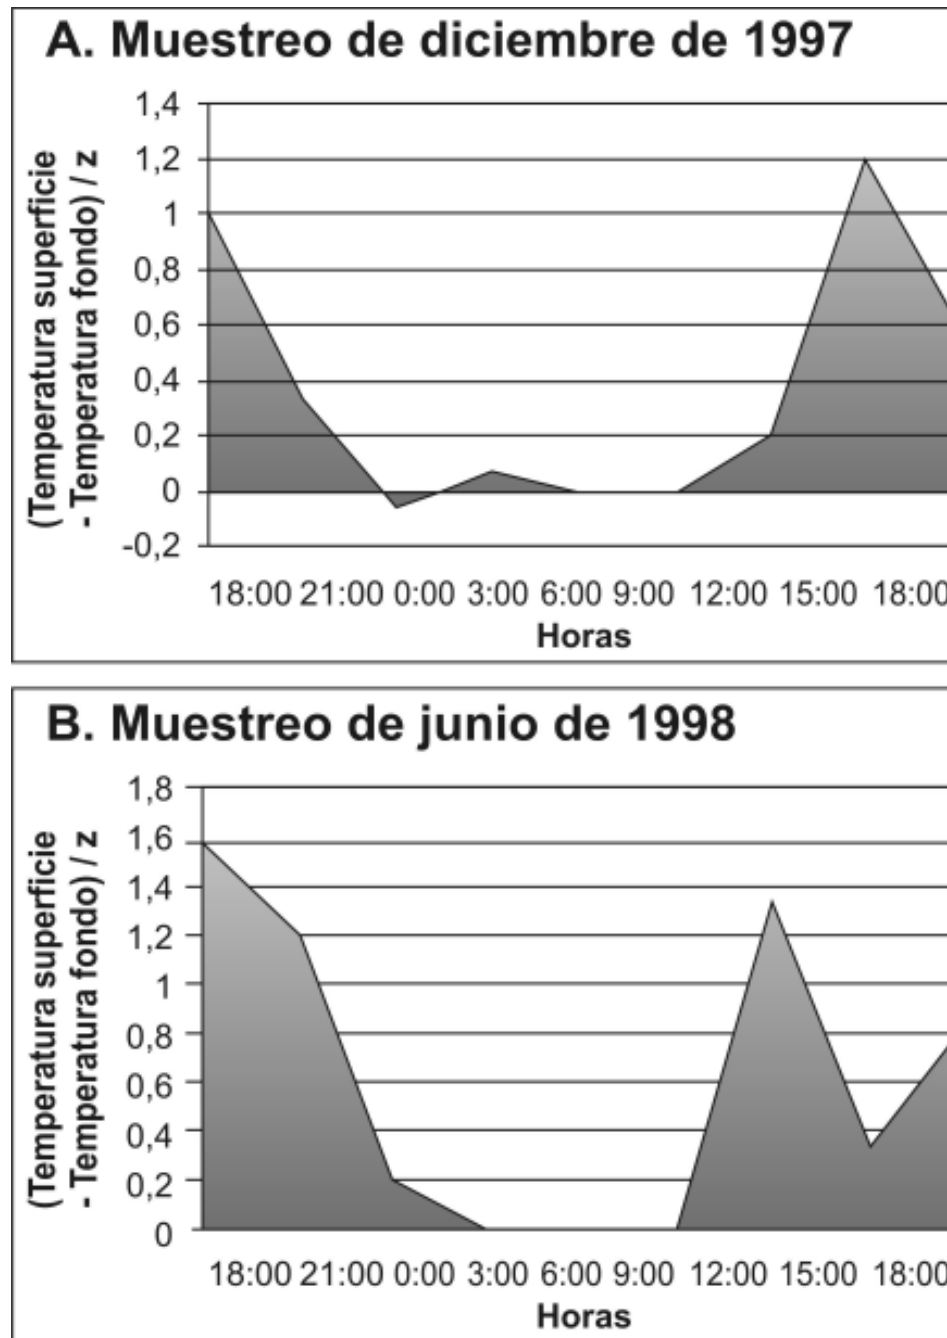 A. Muestreo de diciembre de 1997
(Temperatura superficie
- Temperatura fondo) / z
1,4
1,2
1
0,8
0,6
0,4
0,2
0
-0,2
18:00 21:00 0:00 3:00 6:00 9:00 12:00 15:00 18:00
Horas
B. Muestreo de junio de 1998
(Temperatura superficie
- Temperatura fondo) / z
1,8
1,6
1,4
1,2
1
0,8
0,6
0,4
0,2
0
18:00 21:00 0:00 3:00 6:00 9:00 12:00 15:00 18:00
Horas